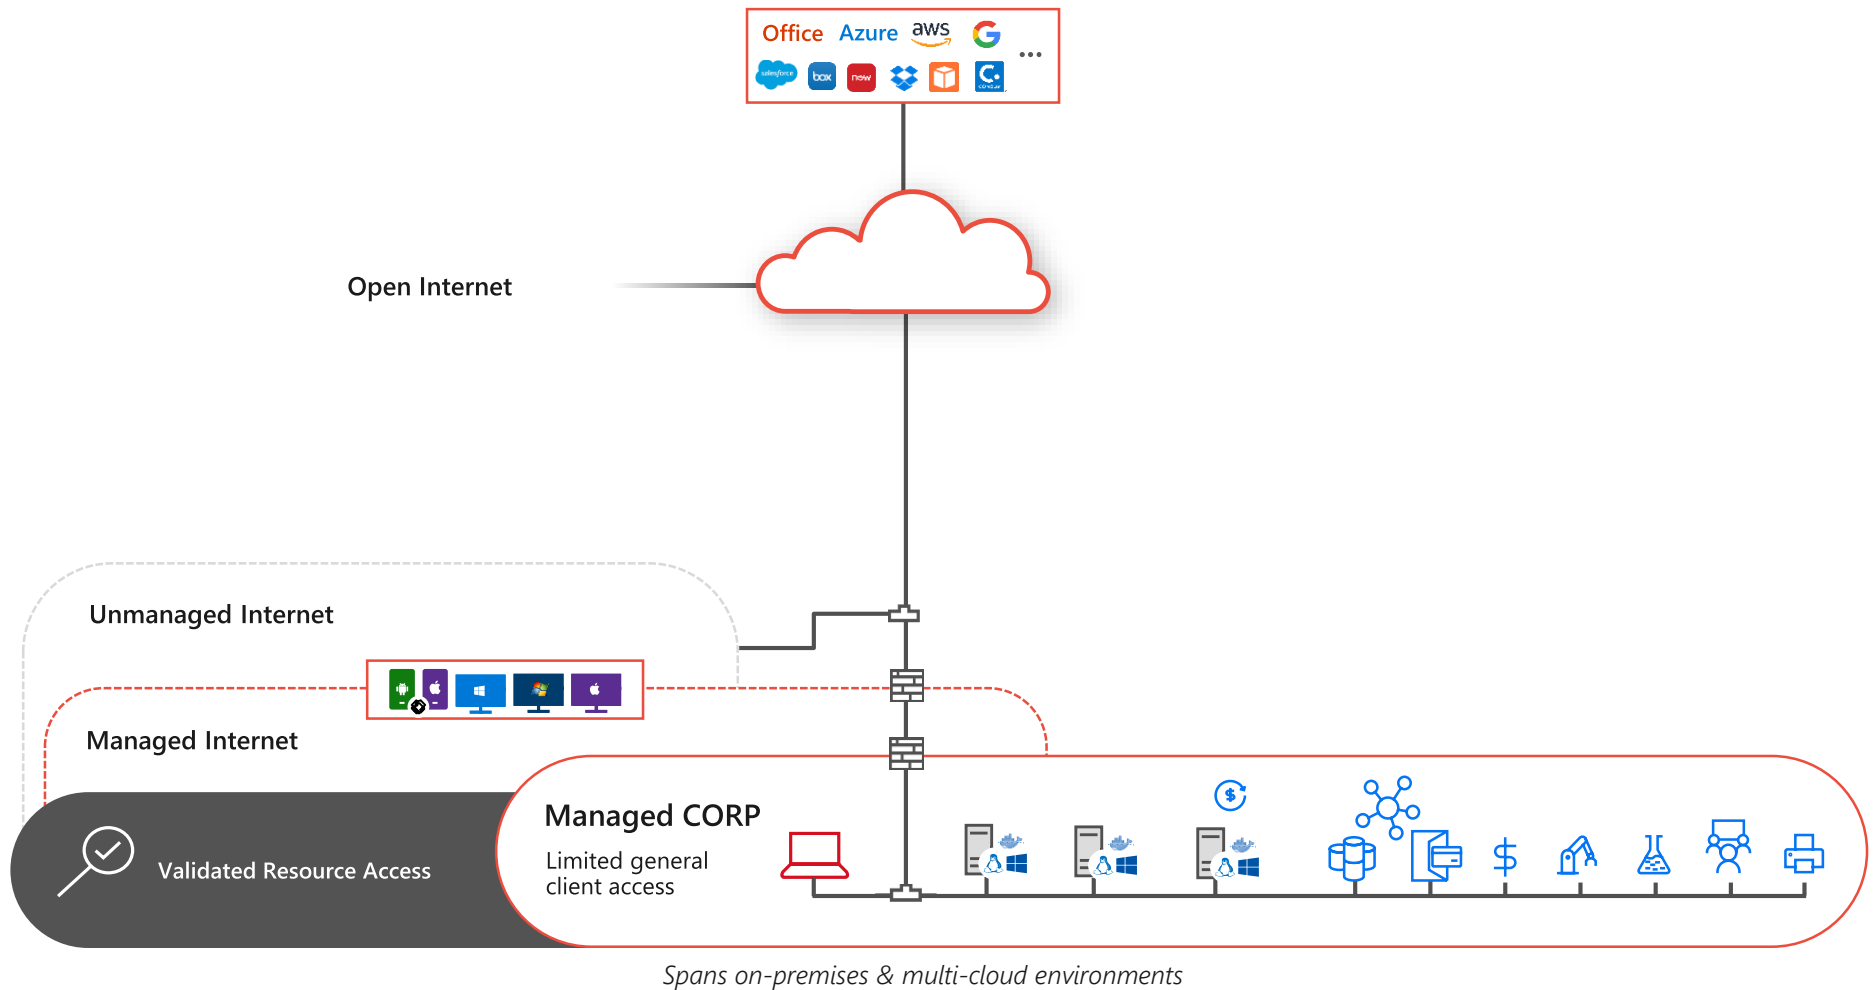 Office Azure aws
salesforce box now
Open Internet
Unmanaged Internet
Managed Internet
Managed CORP
Limited general
client access
Validated Resource Access
$
$
Spans on-premises & multi-cloud environments